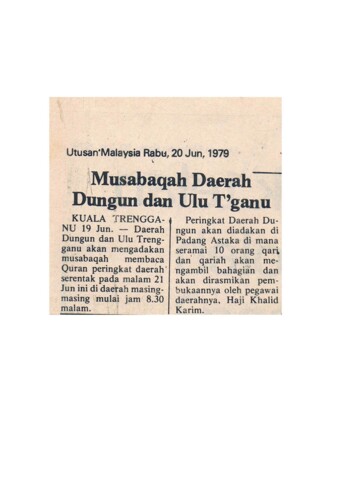 Utusan Malaysia Rabu, 20 Jun, 1979
Musabaqah Daerah
Dungun dan Ulu T'ganu
KUALA TRENGGA-
NU 19 Jun. — Daerah
Dungun dan Ulu Treng-
ganu akan mengadakan
musabaqah membaca
Quran peringkat daerah
serentak pada malam 21
Jun ini di daerah masing-
masing mulai jam 8.30
malam.
Peringkat Daerah Du-
ngun akan diadakan di
Padang Astaka di mana
seramai 10 orang qari
dan qariah akan me-
ngambil bahagian dan
akan dirasmikan pem-
bukaannya oleh pegawai
daerahnya, Haji Khalid
Karim.